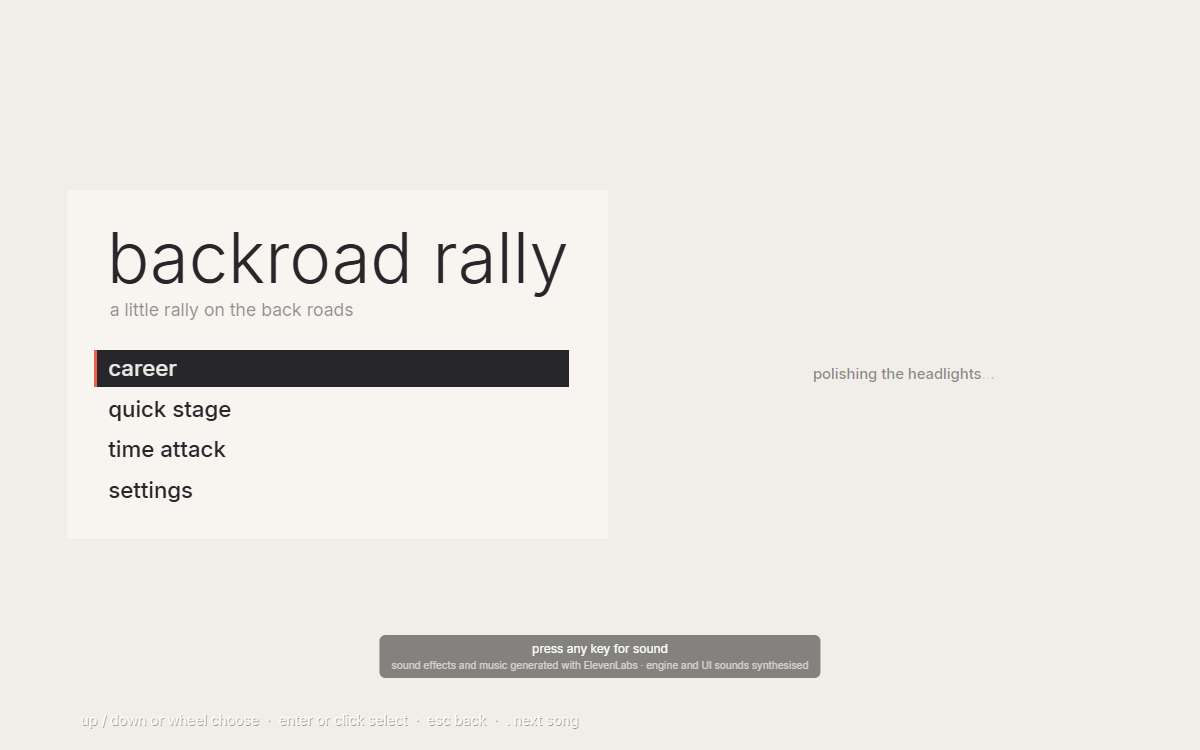 backroad rally
a little rally on the back roads
career
quick stage
time attack
settings
polishing the headlights...
press any key for sound
sound effects and music generated with ElevenLabs · engine and UI sounds synthesised
up / down or wheel choose · enter or click select · esc back · . next song